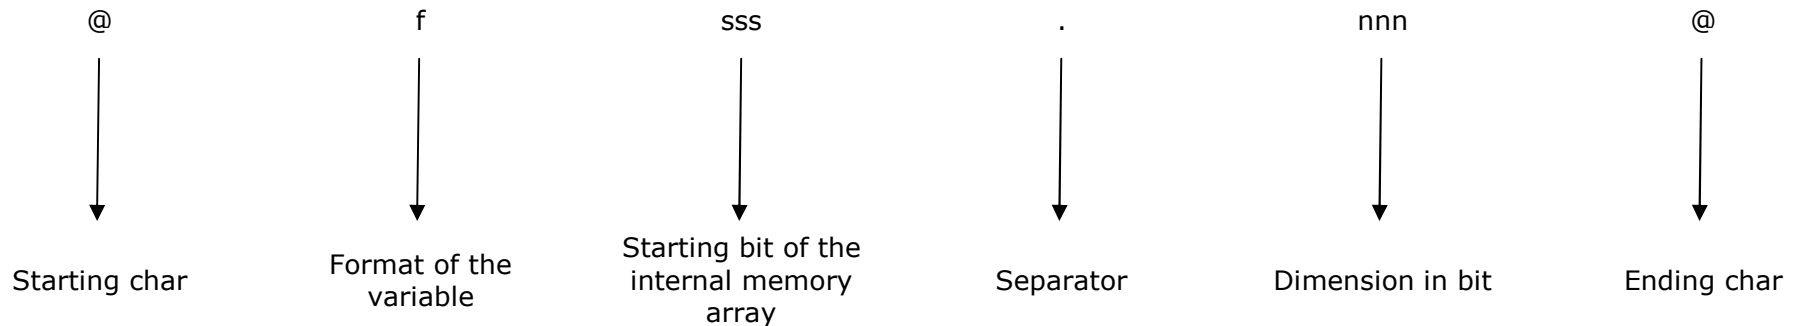 @ f sss . nnn @
Starting char
Format of the
variable
Starting bit of the
internal memory
array
Separator
Dimension in bit
Ending char